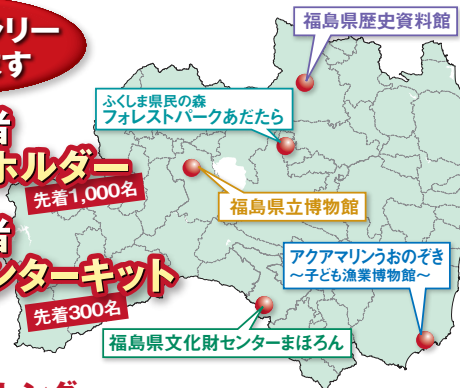 ラリー
ます
者
ホルダー
先着1,000名
者
ンターキット
先着300名
福島県歴史資料館
ふくしま県民の森
フォレストパークあだたら
福島県立博物館
アクアマリンうおのぞき
～子ども漁業博物館～
福島県文化財センターまほろん